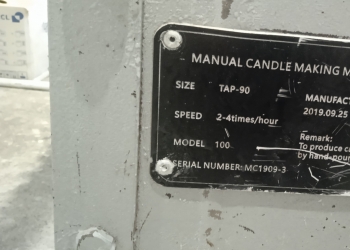 CL
MANUAL CANDLE MAKING M
SIZE TAP-90
MANUFACT
SPEED 2-4times/hour
2019.09.25
MODEL 100
Remark:
To produce c
by hand-pour
SERIAL NUMBER: MC1909-3